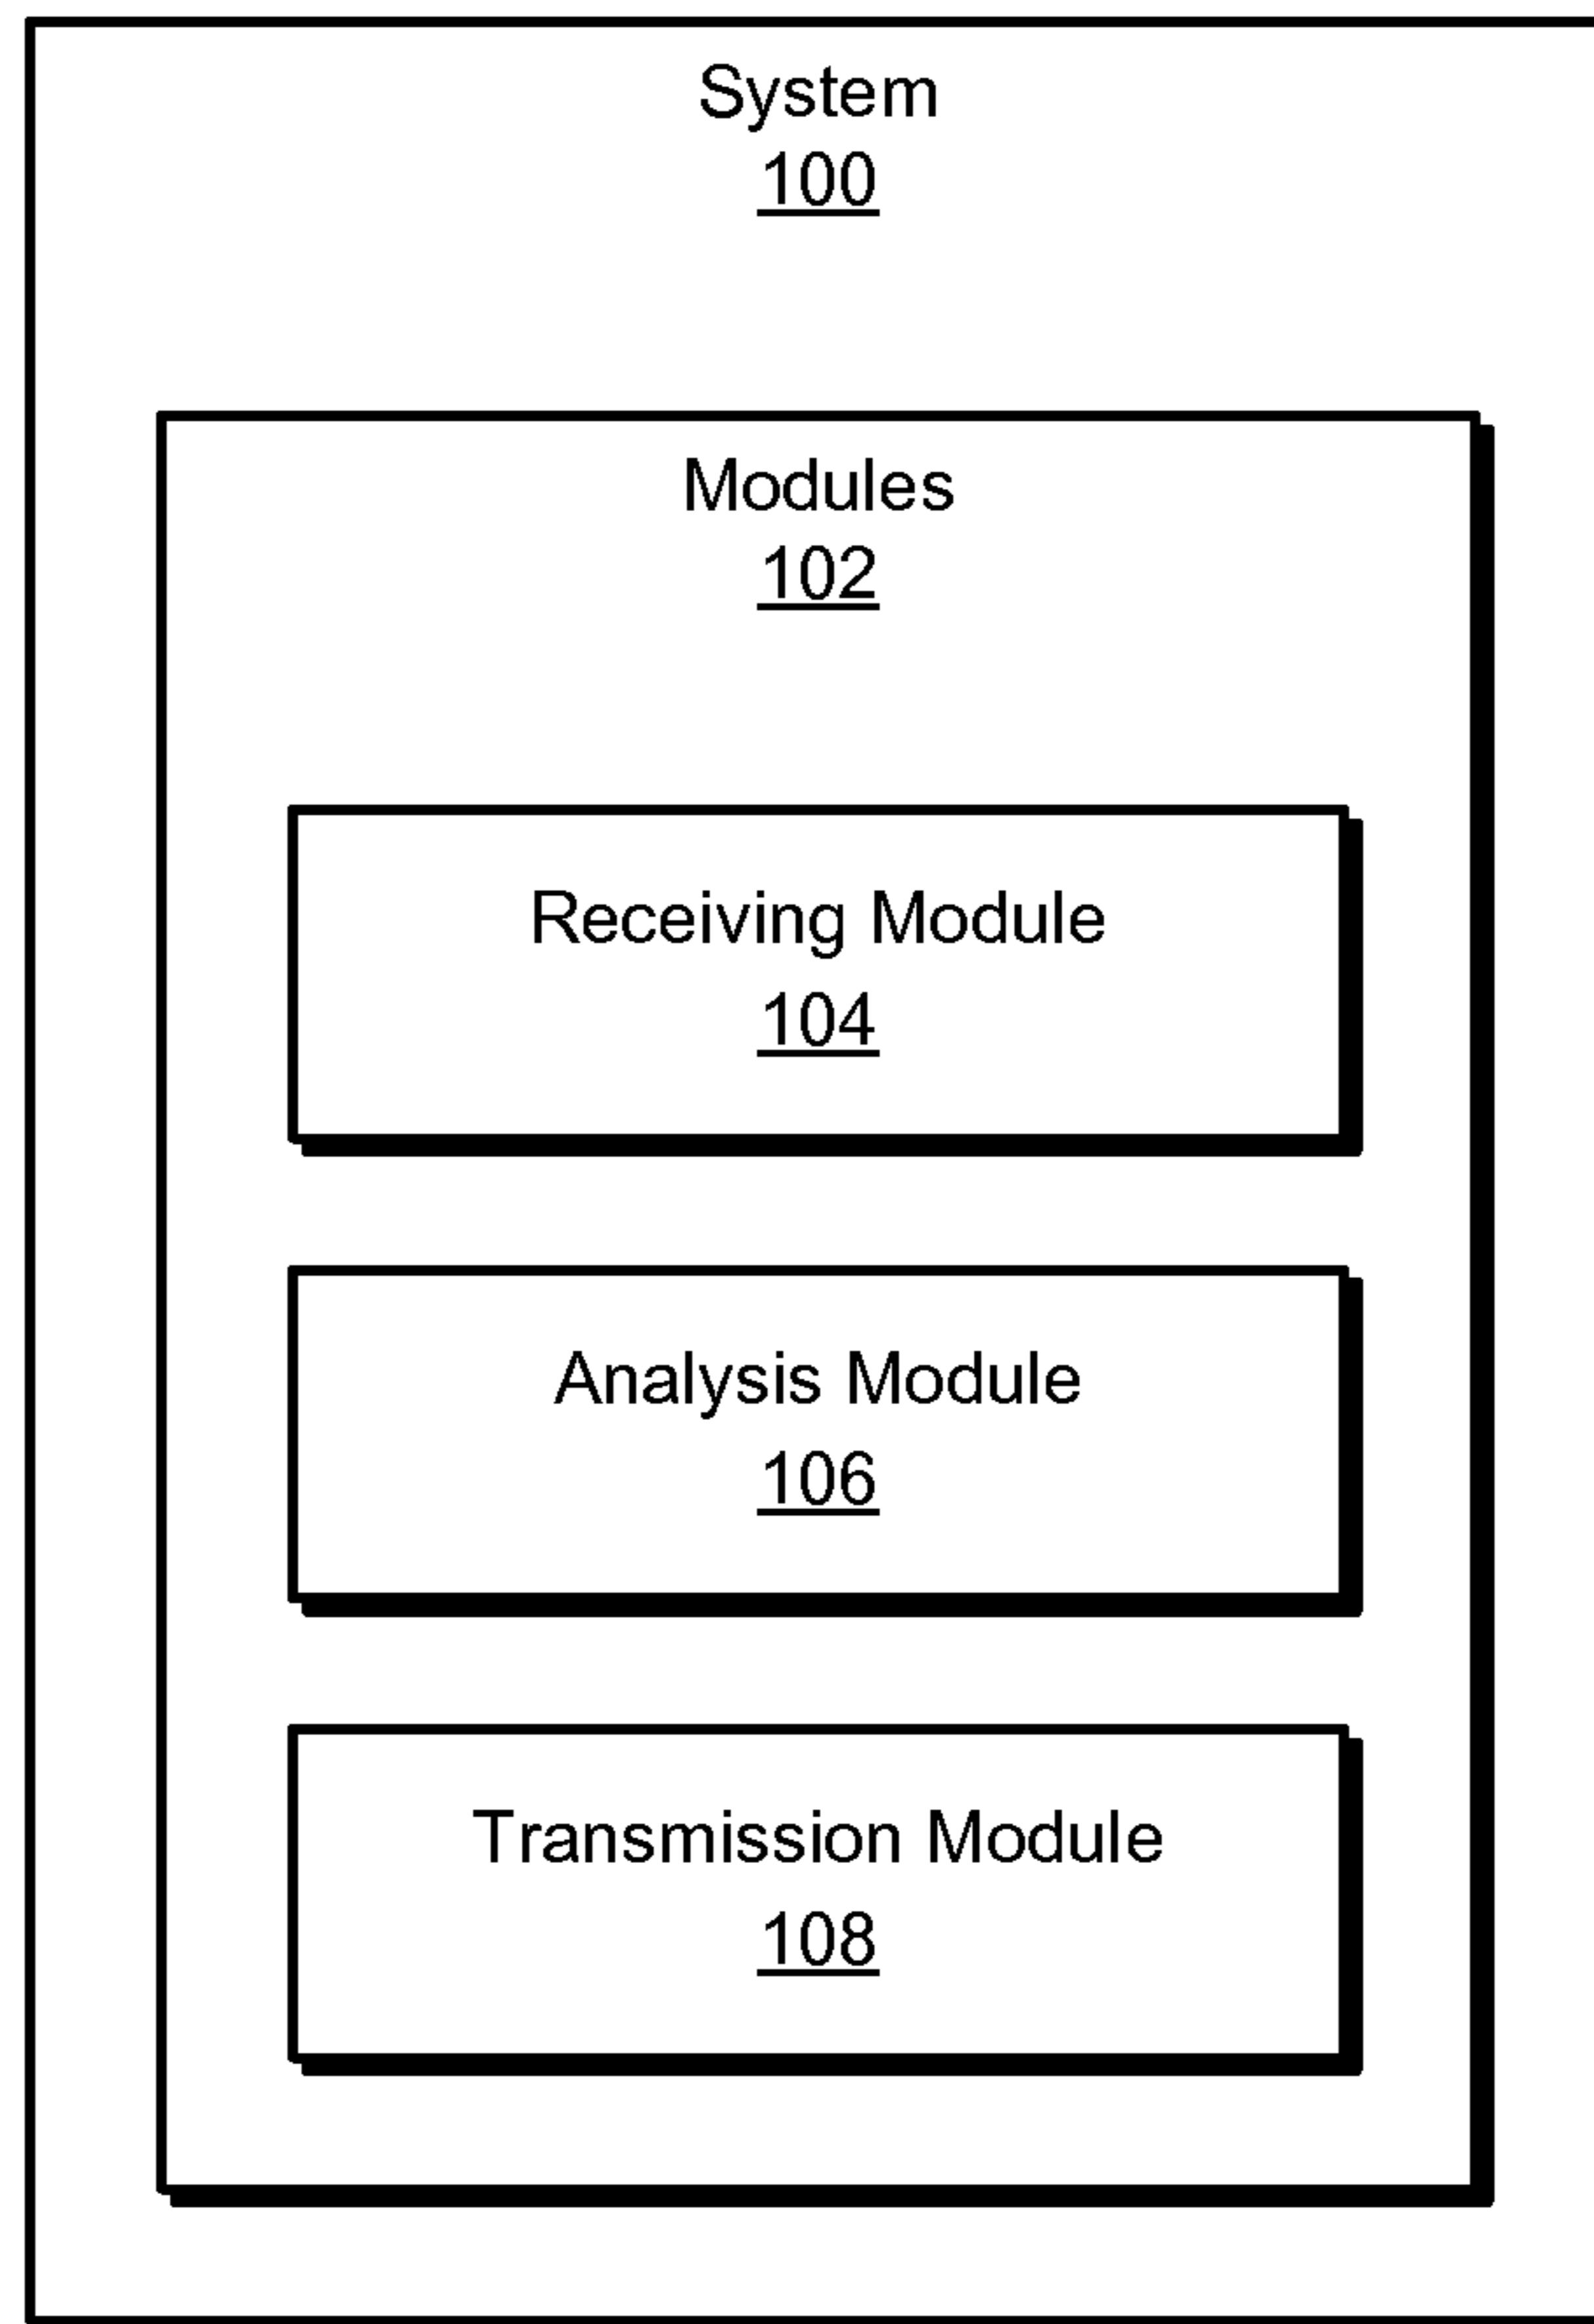 System
100
Modules
102
Receiving Module
104
Analysis Module
106
Transmission Module
108